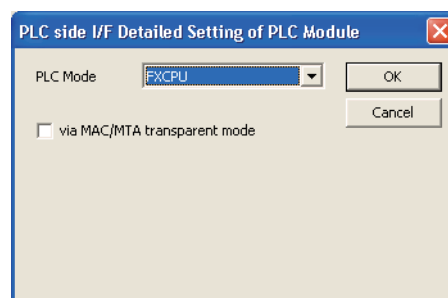 PLC side I/F Detailed Setting of PLC Module
PLC Mode
FXCPU
OK
Cancel
via MAC/MTA transparent mode